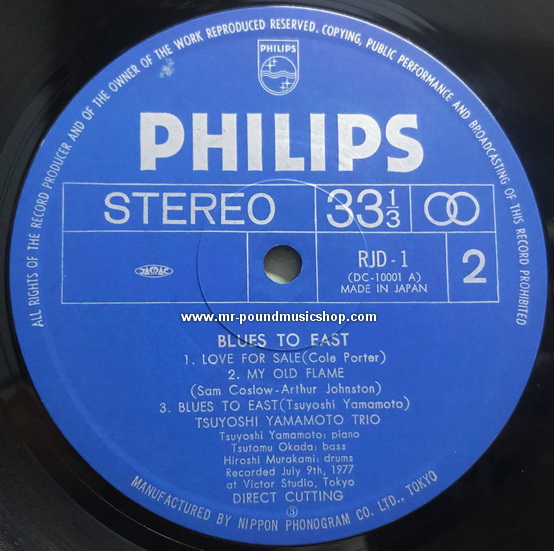 ALL RIGHTS OF THE RECORD PRODUCER AND OF THE OWNER OF THE WORK REPRODUCED RESERVED. COPYING, PUBLIC PERFORMANCE AND BROADCASTING OF THIS RECORD PROHIBITED
PHILIPS
PHILIPS
STEREO 33 1/3
JASRAC RJD - 1 2
(DC-10001 A)
MADE IN JAPAN
www.mr-poundmusicshop.com
BLUES TO EAST
1. LOVE FOR SALE(Cole Porter)
2. MY OLD FLAME
(Sam Coslow-Arthur Johnston)
3. BLUES TO EAST(Tsuyoshi Yamamoto)
TSUYOSHI YAMAMOTO TRIO
Tsuyoshi Yamamoto: piano
Tsutomu Okada: bass
Hiroshi Murakami: drums
Recorded July 9th, 1977
at Victor Studio, Tokyo
DIRECT CUTTING
③
MANUFACTURED BY NIPPON PHONOGRAM CO. LTD., TOKYO